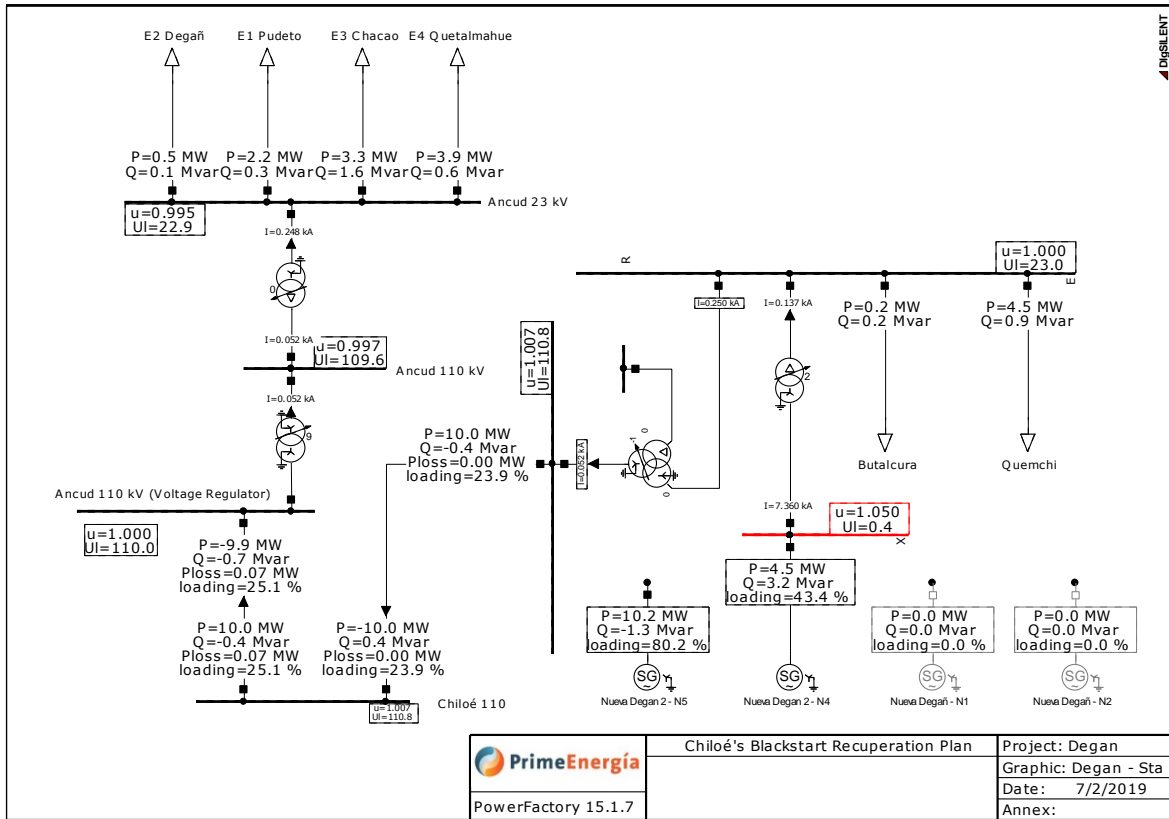 E2 Degañ
E1 Pudeto
E3 Chacao
E4 Quetalmahue
DIgSILENT
P=0.5 MW
Q=0.1 Mvar
P=2.2 MW
Q=0.3 Mvar
P=3.3 MW
Q=1.6 Mvar
P=3.9 MW
Q=0.6 Mvar
Ancud 23 kV
u=0.995
Ul=22.9
I=0.248 kA
0
I=0.052 kA
u=0.997
Ul=109.6
Ancud 110 kV
I=0.052 kA
9
Ancud 110 kV (Voltage Regulator)
u=1.000
Ul=110.0
P=-9.9 MW
Q=-0.7 Mvar
Ploss=0.07 MW
loading=25.1 %
P=10.0 MW
Q=-0.4 Mvar
Ploss=0.07 MW
loading=25.1 %
P=10.0 MW
Q=-0.4 Mvar
Ploss=0.00 MW
loading=23.9 %
P=-10.0 MW
Q=0.4 Mvar
Ploss=0.00 MW
loading=23.9 %
Chiloé 110
u=1.007
Ul=110.8
u=1.007
Ul=110.8
I=0.052 kA
-1
0
0
R
u=1.000
Ul=23.0
E
I=0.250 kA
I=0.137 kA
P=0.2 MW
Q=0.2 Mvar
P=4.5 MW
Q=0.9 Mvar
2
Butalcura
Quemchi
I=7.360 kA
u=1.050
Ul=0.4
X
P=10.2 MW
Q=-1.3 Mvar
loading=80.2 %
P=4.5 MW
Q=3.2 Mvar
loading=43.4 %
P=0.0 MW
Q=0.0 Mvar
loading=0.0 %
P=0.0 MW
Q=0.0 Mvar
loading=0.0 %
SG
~
SG
~
SG
~
SG
~
Nueva Degan 2 - N5
Nueva Degan 2 - N4
Nueva Degañ - N1
Nueva Degañ - N2
PrimeEnergía
PowerFactory 15.1.7
Chiloé's Blackstart Recuperation Plan
Project: Degan
Graphic: Degan - Sta
Date: 7/2/2019
Annex: